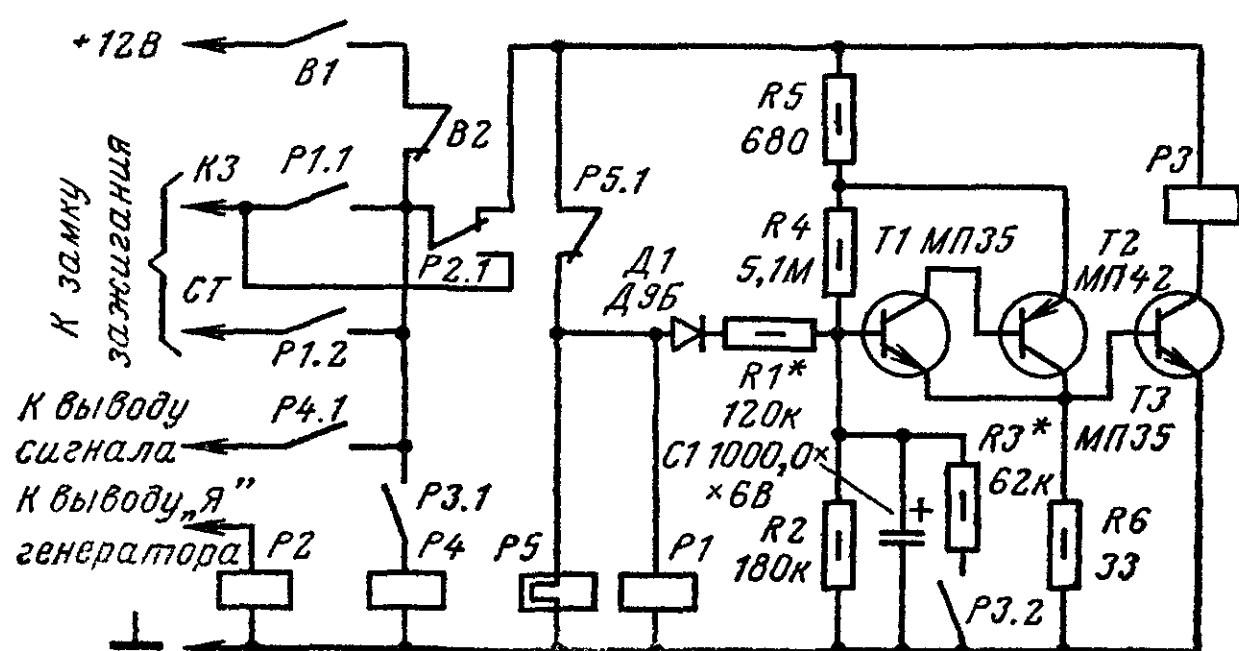 +12В
В1
В2
К замку
зажигания
КЗ
Р1.1
Р2.1
СТ
Р1.2
К выводу
сигнала
Р4.1
К выводу „Я”
генератора
Р3.1
Р2
Р4
Р5
Р1
Р5.1
Д1
Д9Б
R1*
120к
R5
680
R4
5,1М
Т1 МП35
Т2
МП42
Р3
Т3
МП35
С1 1000,0×
×6В
+
R2
180к
R3*
62к
Р3.2
R6
33